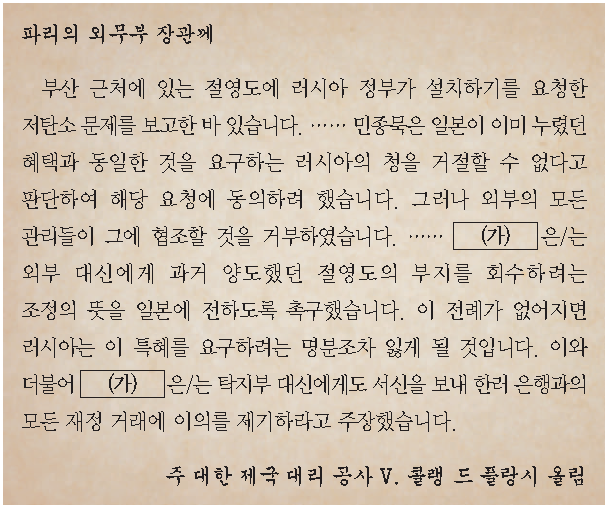 파리의 외무부 장관께
부산 근처에 있는 절영도에 러시아 정부가 설치하기를 요청한
저탄소 문제를 보고한 바 있습니다. …… 민종묵은 일본이 이미 누렸던
혜택과 동일한 것을 요구하는 러시아의 청을 거절할 수 없다고
판단하여 해당 요청에 동의하려 했습니다. 그러나 외부의 모든
관리들이 그에 협조할 것을 거부하였습니다. …… (가) 은/는
외부 대신에게 과거 양도했던 절영도의 부지를 회수하려는
조정의 뜻을 일본에 전하도록 촉구했습니다. 이 전례가 없어지면
러시아는 이 특혜를 요구하려는 명분조차 잃게 될 것입니다. 이와
더불어 (가) 은/는 탁지부 대신에게도 서신을 보내 한러 은행과의
모든 재정 거래에 이의를 제기하라고 주장했습니다.
주 대한 제국 대리 공사 V. 콜랭 드 플랑시 올림